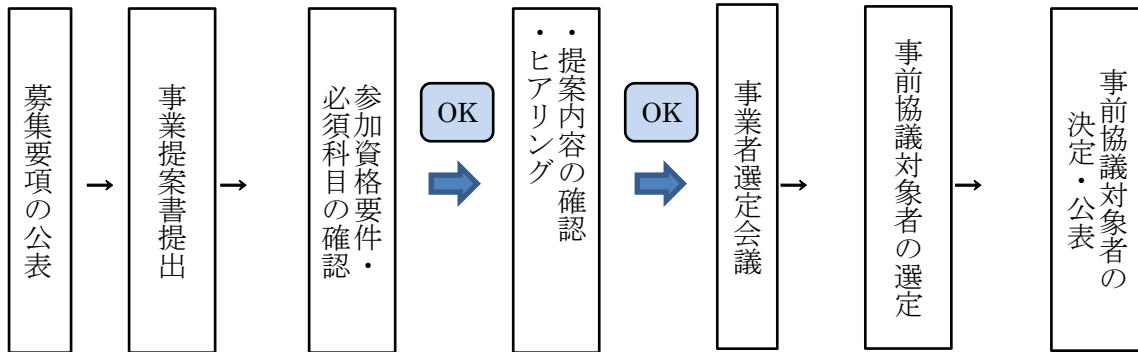 募集要項の公表
→
事業提案書提出
→
参加資格要件・
必須科目の確認
OK
・提案内容の確認
・ヒアリング
OK
事業者選定会議
→
事前協議対象者の選定
→
事前協議対象者の
決定・公表